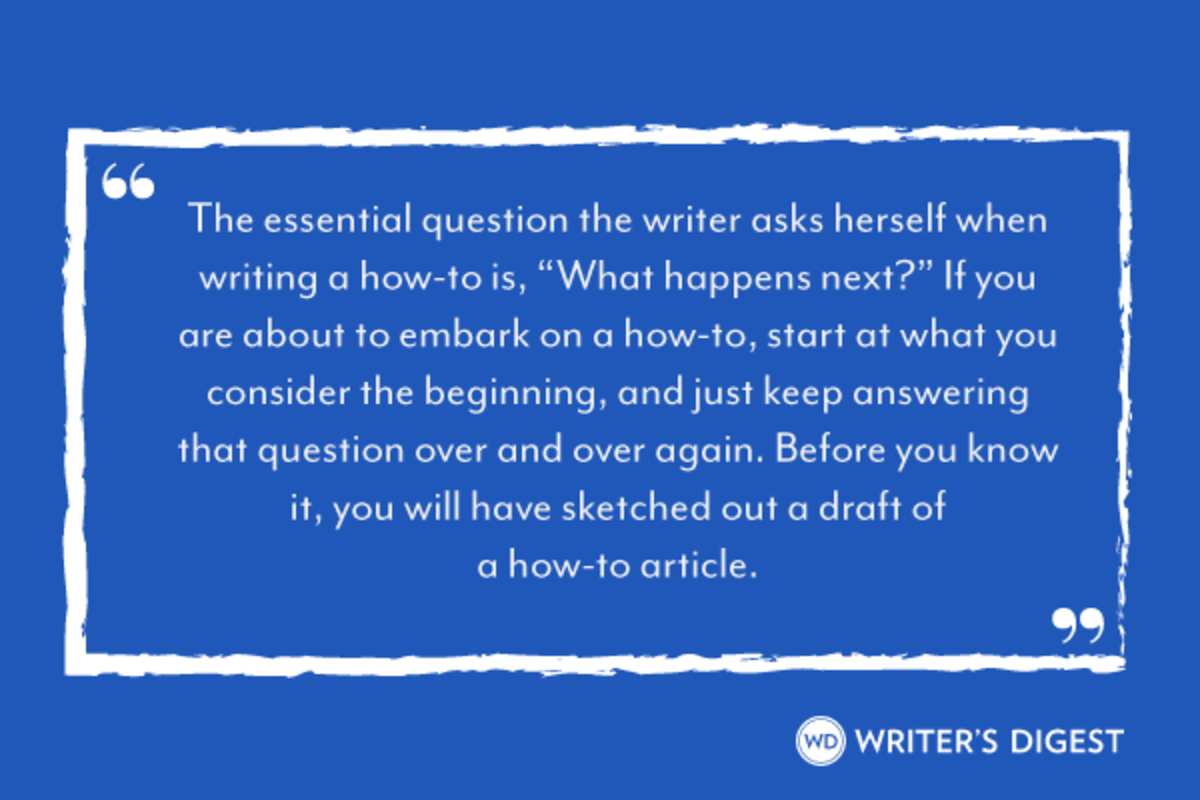 “
The essential question the writer asks herself when
writing a how-to is, “What happens next?” If you
are about to embark on a how-to, start at what you
consider the beginning, and just keep answering
that question over and over again. Before you know
it, you will have sketched out a draft of
a how-to article.
”
WD WRITER’S DIGEST